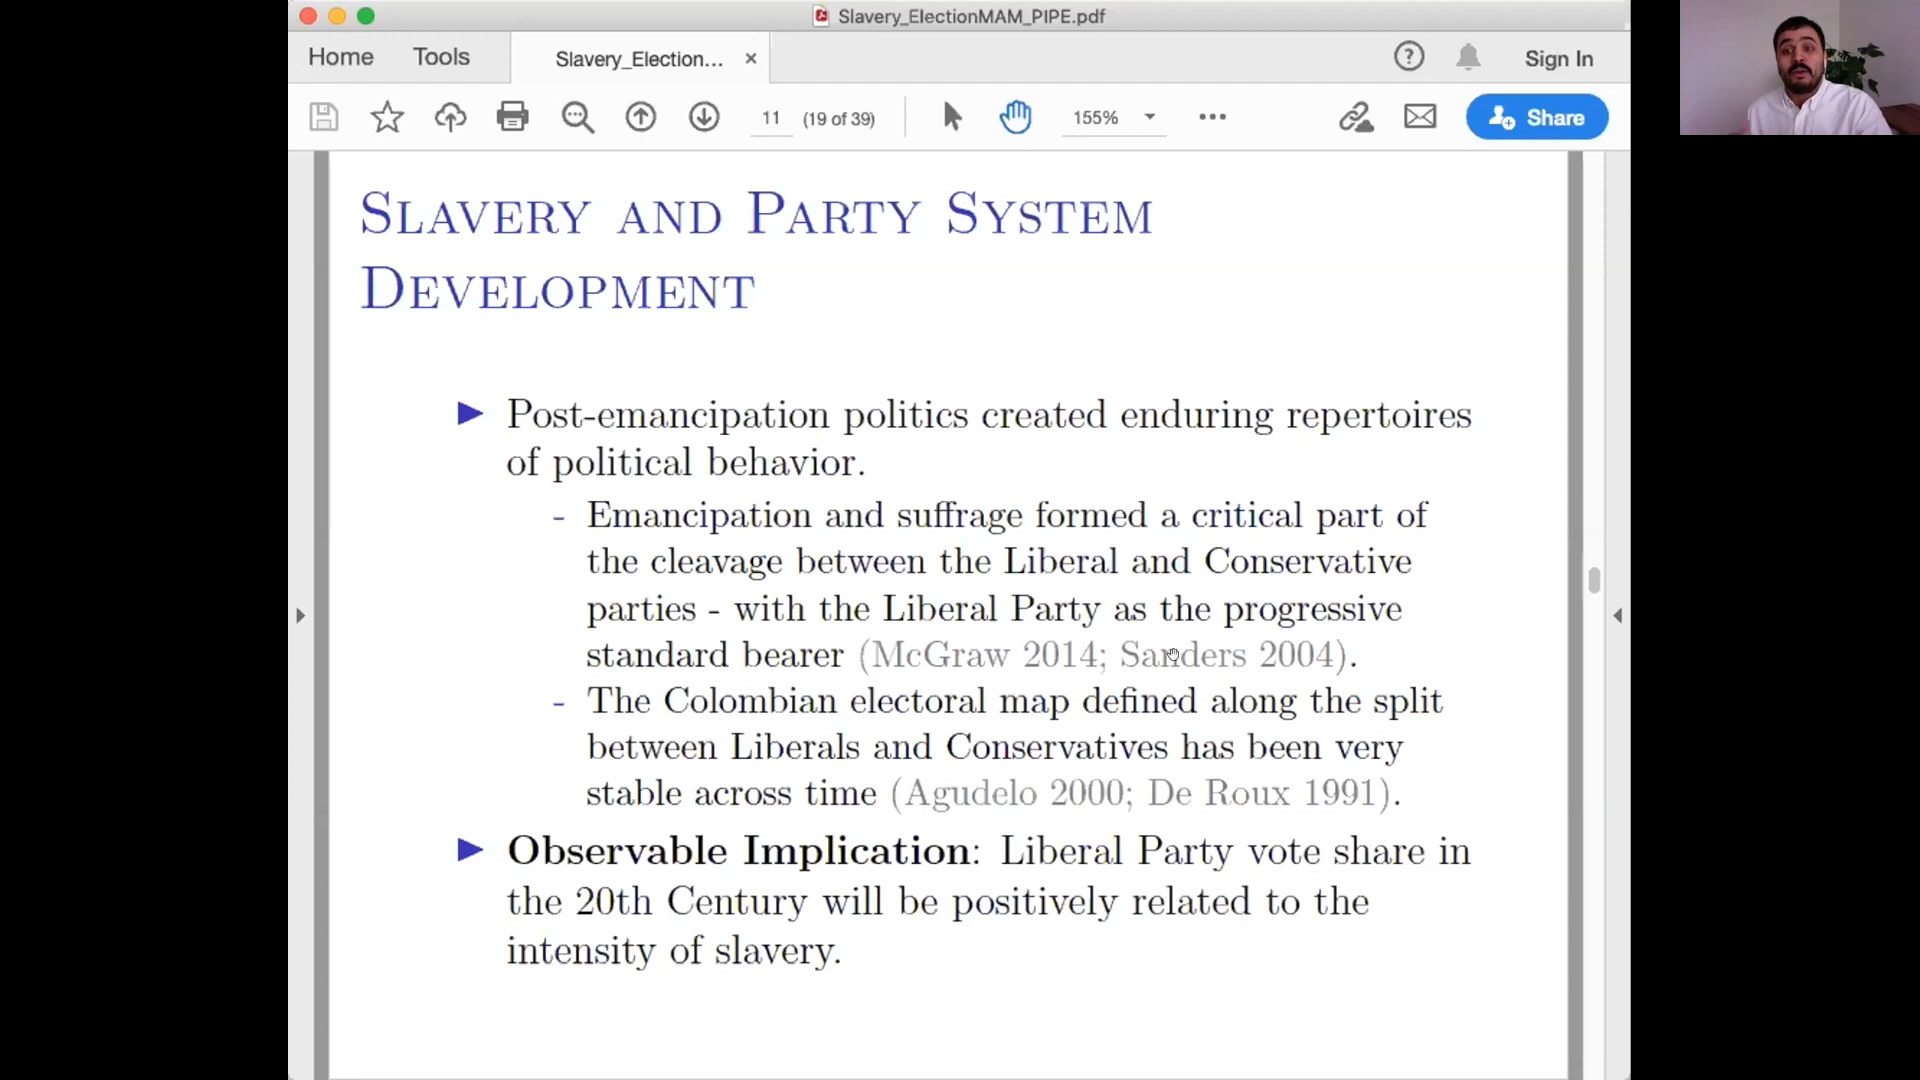 Slavery_ElectionMAM_PIPE.pdf
Home Tools Slavery_Election... × ? Sign In
11 (19 of 39) 155% Share
Slavery and Party System
Development
Post-emancipation politics created enduring repertoires
of political behavior.
- Emancipation and suffrage formed a critical part of
the cleavage between the Liberal and Conservative
parties - with the Liberal Party as the progressive
standard bearer (McGraw 2014; Sanders 2004).
- The Colombian electoral map defined along the split
between Liberals and Conservatives has been very
stable across time (Agudelo 2000; De Roux 1991).
Observable Implication: Liberal Party vote share in
the 20th Century will be positively related to the
intensity of slavery.